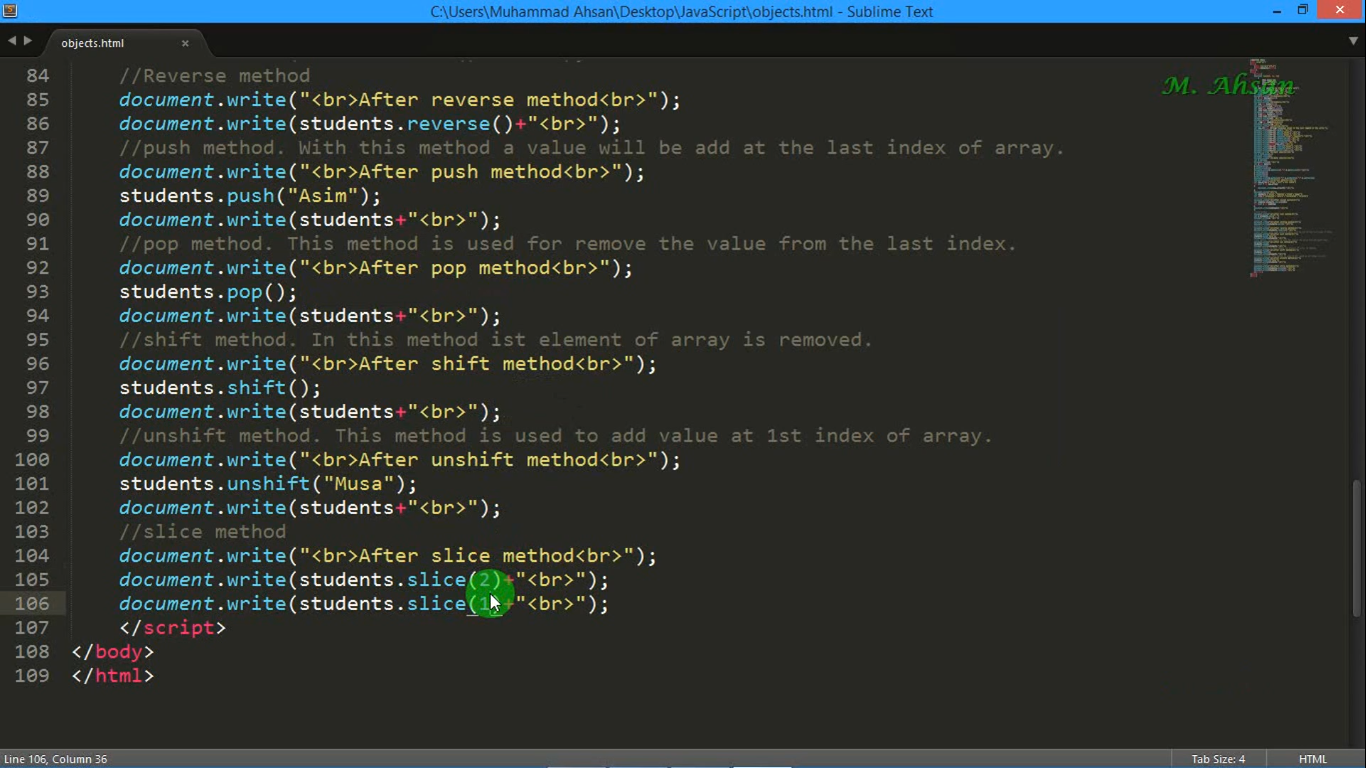 C:\Users\Muhammad Ahsan\Desktop\JavaScript\objects.html - Sublime Text
objects.html
M. Ahsan
84 //Reverse method
85 document.write("<br>After reverse method<br>");
86 document.write(students.reverse()+"<br>");
87 //push method. With this method a value will be add at the last index of array.
88 document.write("<br>After push method<br>");
89 students.push("Asim");
90 document.write(students+"<br>");
91 //pop method. This method is used for remove the value from the last index.
92 document.write("<br>After pop method<br>");
93 students.pop();
94 document.write(students+"<br>");
95 //shift method. In this method ist element of array is removed.
96 document.write("<br>After shift method<br>");
97 students.shift();
98 document.write(students+"<br>");
99 //unshift method. This method is used to add value at 1st index of array.
100 document.write("<br>After unshift method<br>");
101 students.unshift("Musa");
102 document.write(students+"<br>");
103 //slice method
104 document.write("<br>After slice method<br>");
105 document.write(students.slice(2)+"<br>");
106 document.write(students.slice(1)+"<br>");
107 </script>
108 </body>
109 </html>
Line 106, Column 36
Tab Size: 4
HTML